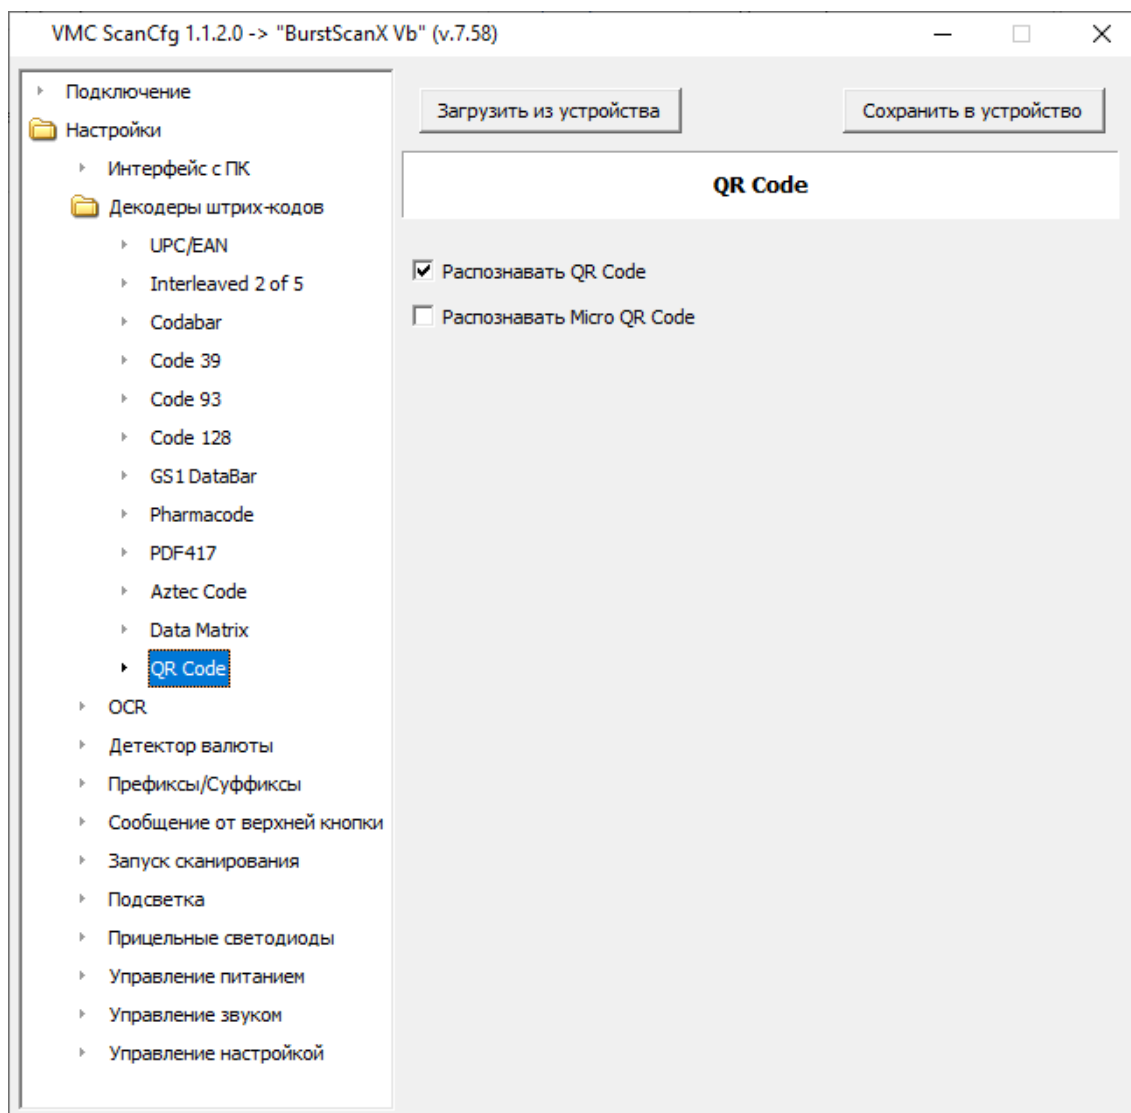 VMC ScanCfg 1.1.2.0 -> "BurstScanX Vb" (v.7.58)
Подключение
Настройки
Интерфейс с ПК
Декодеры штрих-кодов
UPC/EAN
Interleaved 2 of 5
Codabar
Code 39
Code 93
Code 128
GS1 DataBar
Pharmacode
PDF417
Aztec Code
Data Matrix
QR Code
OCR
Детектор валюты
Префиксы/Суффиксы
Сообщение от верхней кнопки
Запуск сканирования
Подсветка
Прицельные светодиоды
Управление питанием
Управление звуком
Управление настройкой
Загрузить из устройства
Сохранить в устройство
QR Code
Распознавать QR Code
Распознавать Micro QR Code